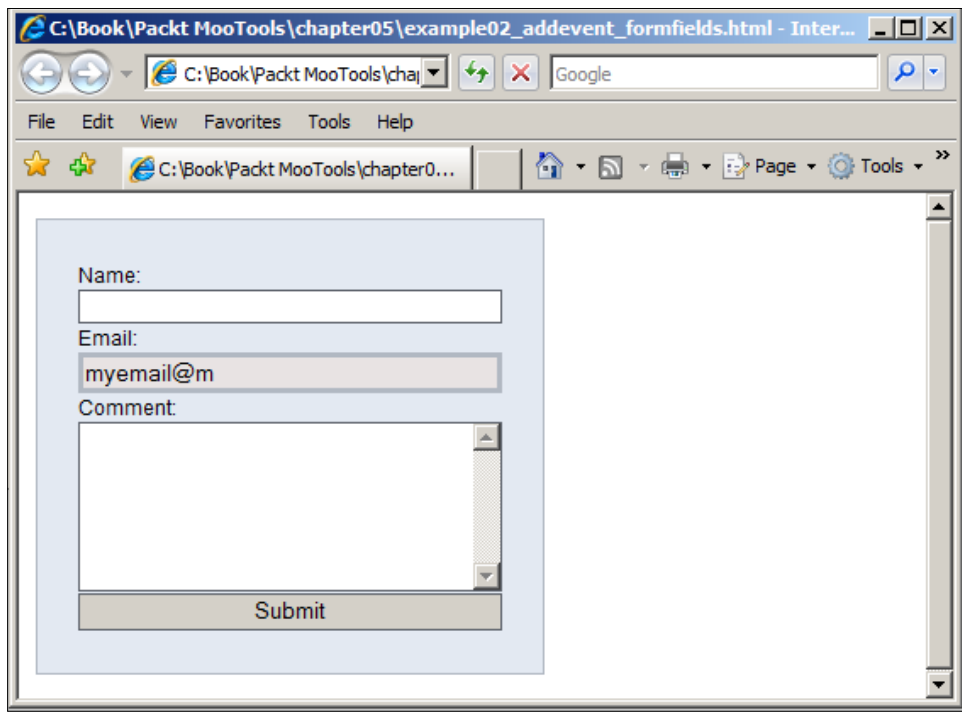 C:\Book\Packt MooTools\chapter05\example02_addevent_formfields.html - Inter...
C:\Book\Packt MooTools\chap
Google
File Edit View Favorites Tools Help
C:\Book\Packt MooTools\chapter0...
Page Tools »
Name:
Email:
myemail@m
Comment:
Submit